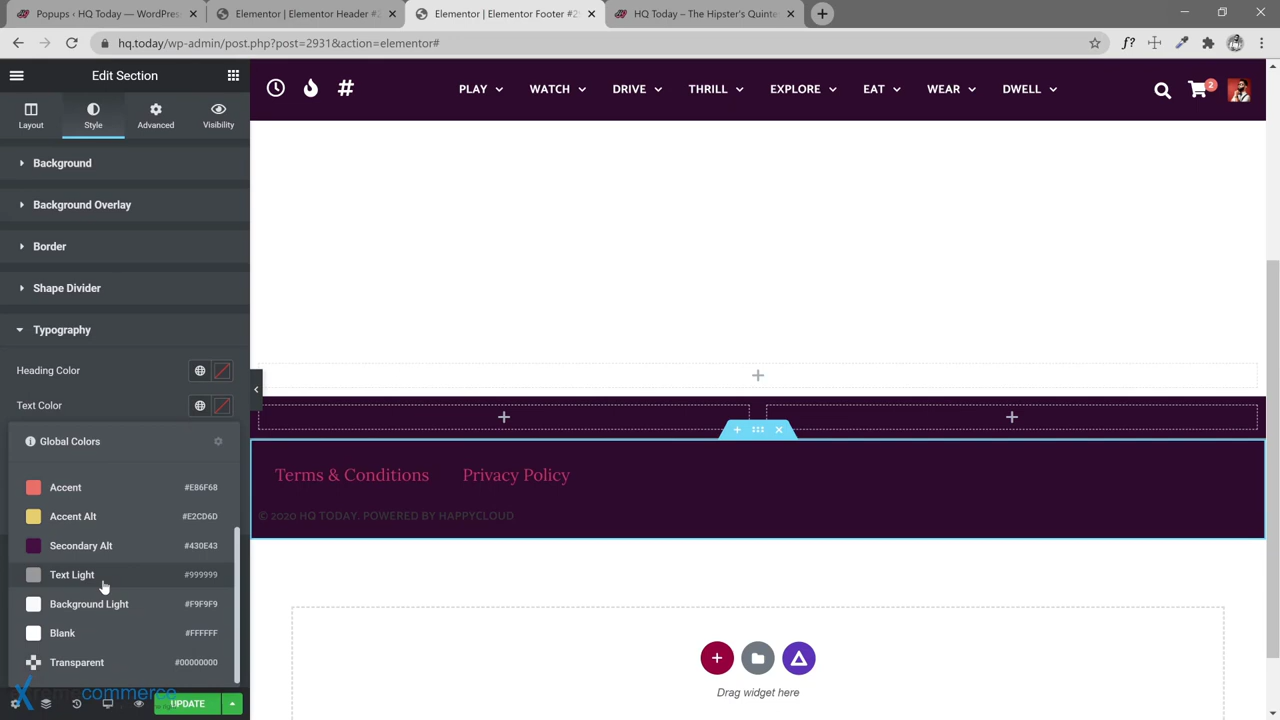 Popups ‹ HQ Today — WordPres
Elementor | Elementor Header #2
Elementor | Elementor Footer #2
HQ Today – The Hipster's Quinte
hq.today/wp-admin/post.php?post=2931&action=elementor#
Edit Section
Layout
Style
Advanced
Visibility
Background
Background Overlay
Border
Shape Divider
Typography
Heading Color
Text Color
Global Colors
Accent #E86F68
Accent Alt #E2CD6D
Secondary Alt #430E43
Text Light #999999
Background Light #F9F9F9
Blank #FFFFFF
Transparent #00000000
Xtremecommerce
UPDATE
PLAY WATCH DRIVE THRILL EXPLORE EAT WEAR DWELL
2
Terms & Conditions Privacy Policy
© 2020 HQ TODAY. POWERED BY HAPPYCLOUD
Drag widget here